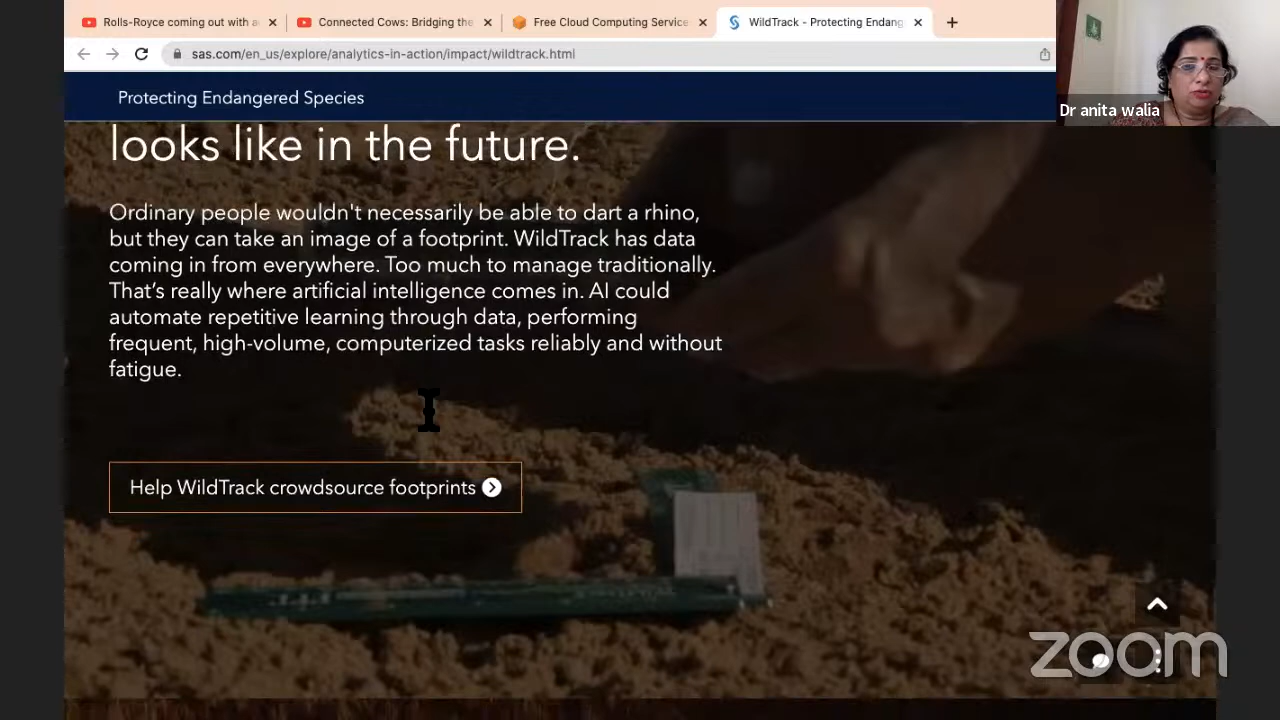 Rolls-Royce coming out with a
Connected Cows: Bridging the
Free Cloud Computing Service
WildTrack - Protecting Endang
sas.com/en_us/explore/analytics-in-action/impact/wildtrack.html
Dr anita walia
Protecting Endangered Species
looks like in the future.
Ordinary people wouldn't necessarily be able to dart a rhino,
but they can take an image of a footprint. WildTrack has data
coming in from everywhere. Too much to manage traditionally.
That's really where artificial intelligence comes in. AI could
automate repetitive learning through data, performing
frequent, high-volume, computerized tasks reliably and without
fatigue.
Help WildTrack crowdsource footprints
zoom